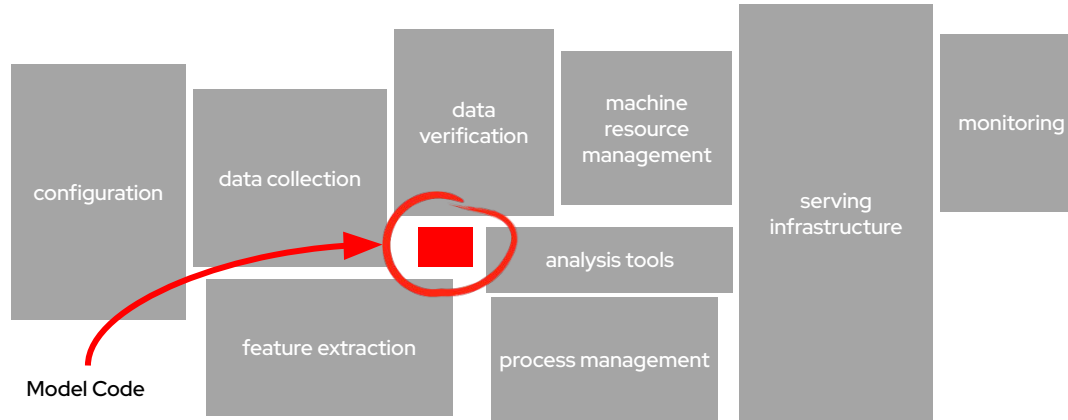 configuration
data collection
data
verification
machine
resource
management
serving
infrastructure
monitoring
analysis tools
feature extraction
process management
Model Code